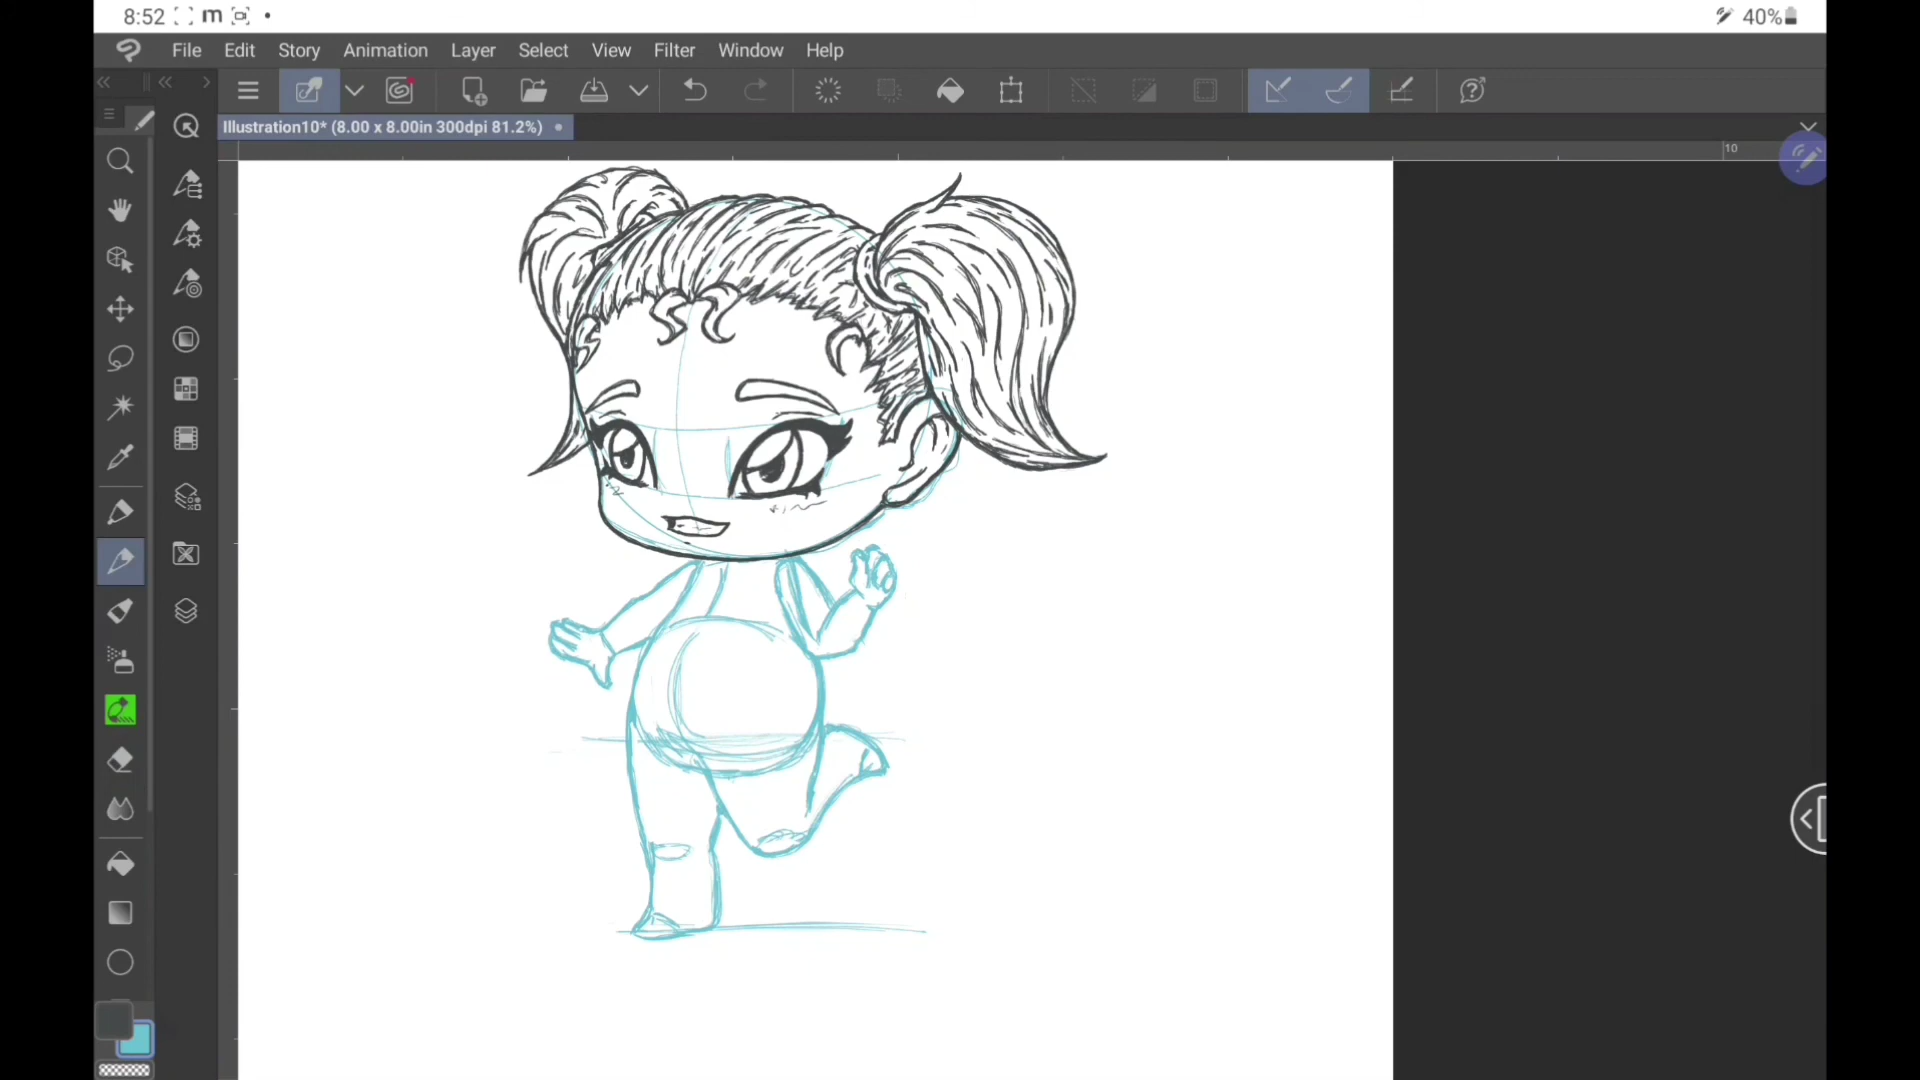 8:52 m 40%
File Edit Story Animation Layer Select View Filter Window Help
Illustration10* (8.00 x 8.00in 300dpi 81.2%)
10